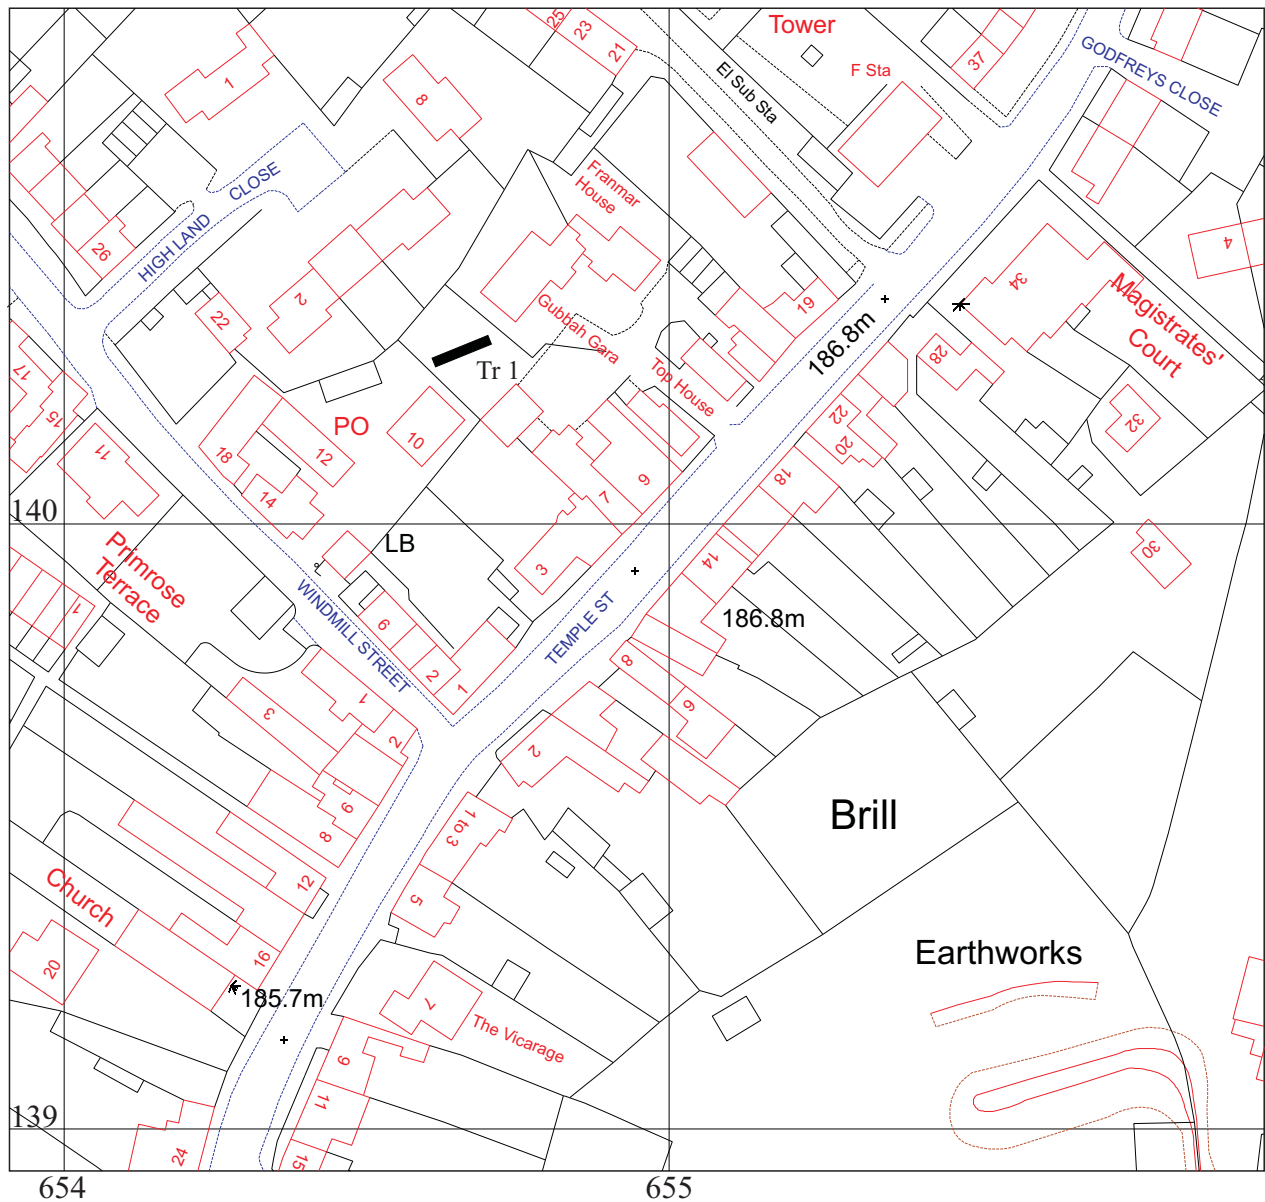 25
23
21
Tower
37
GODFREYS CLOSE
F Sta
El Sub Sta
1
8
Franmar
House
CLOSE
HIGH LAND
26
4
34
Magistrates'
Court
2
22
Gubbah Gara
19
186.8m
28
Tr 1
Top House
17
15
PO
10
22
20
32
11
18
12
14
9
7
18
140
LB
3
14
30
Primrose
Terrace
1
WINDMILL STREET
6
2
1
TEMPLE ST
186.8m
8
6
3
1
2
2
9
8
1 to 3
Brill
12
5
Church
16
20
185.7m
7
The Vicarage
Earthworks
9
11
139
24
15
654
655